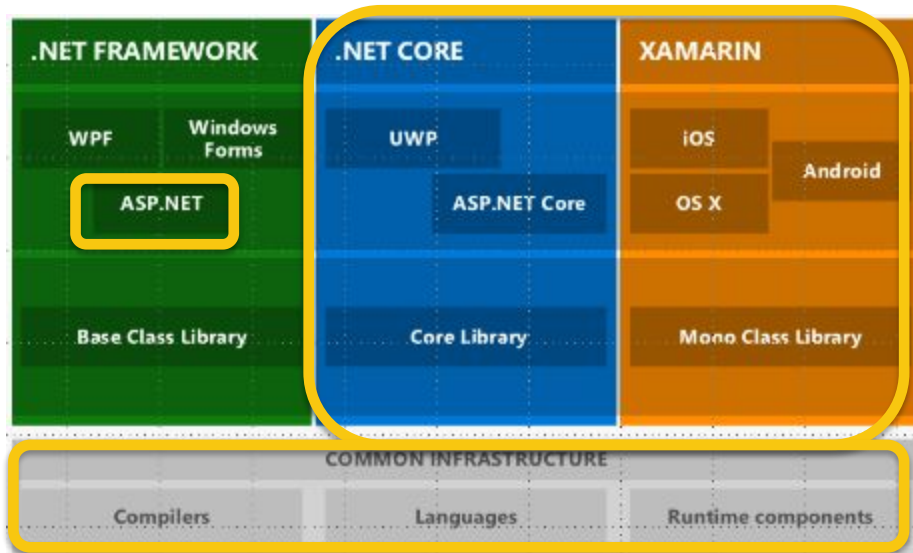 .NET FRAMEWORK
.NET CORE
XAMARIN
WPF
Windows
Forms
ASP.NET
UWP
ASP.NET Core
iOS
Android
OS X
Base Class Library
Core Library
Mono Class Library
COMMON INFRASTRUCTURE
Compilers
Languages
Runtime components